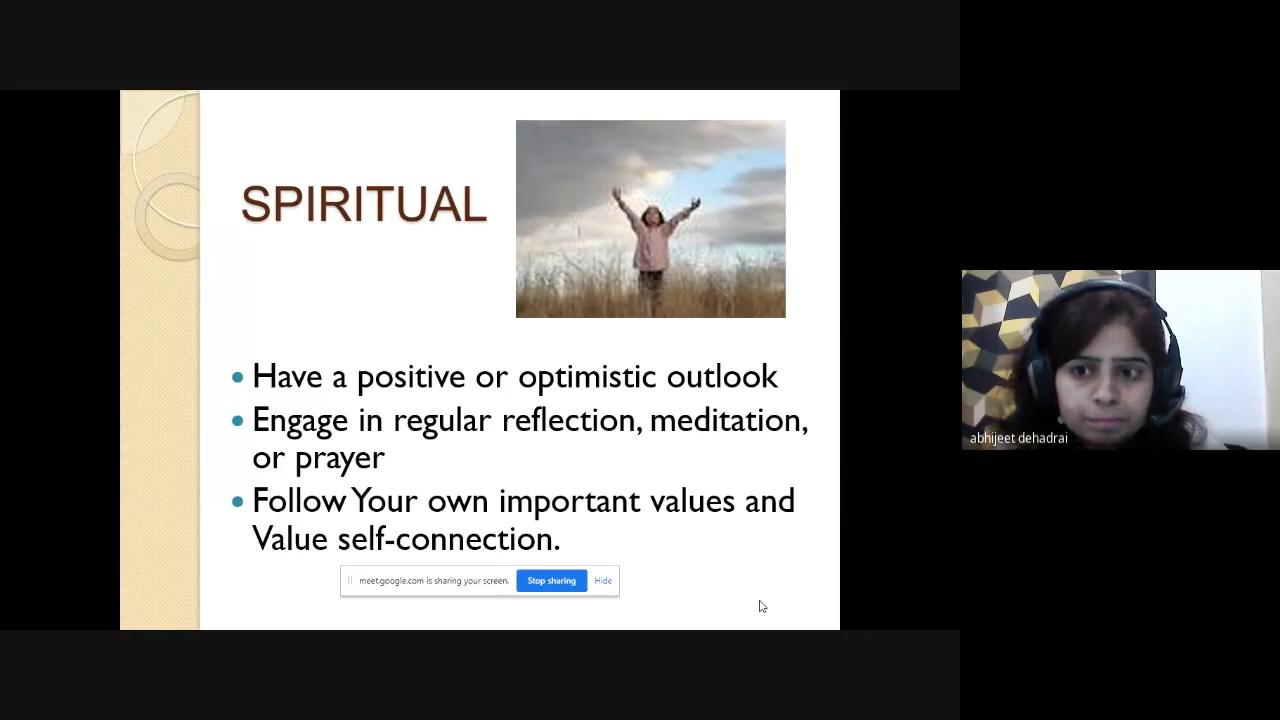 SPIRITUAL
Have a positive or optimistic outlook
Engage in regular reflection, meditation,
or prayer
Follow Your own important values and
Value self-connection.
meet.google.com is sharing your screen.
Stop sharing
Hide
abhijeet dehadrai